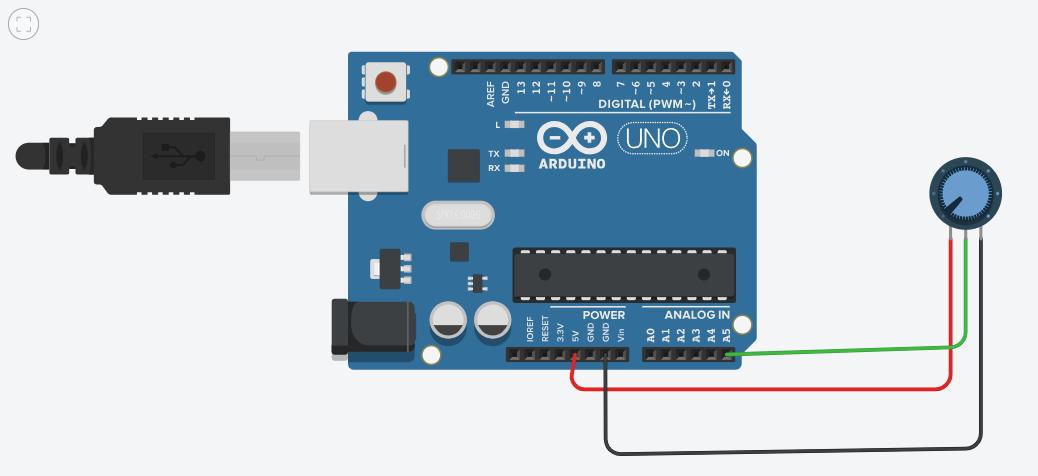 AREF
GND
13
12
~11
~10
~9
8
7
~6
~5
4
~3
2
TX→1
RX←0
DIGITAL (PWM~)
L
TX
RX
ARDUINO
UNO
ON
POWER
ANALOG IN
IOREF
RESET
3.3V
5V
GND
GND
Vin
A0
A1
A2
A3
A4
A5